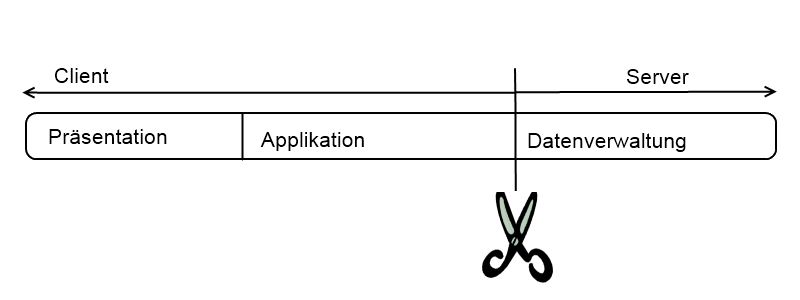 Client
Server
Präsentation
Applikation
Datenverwaltung